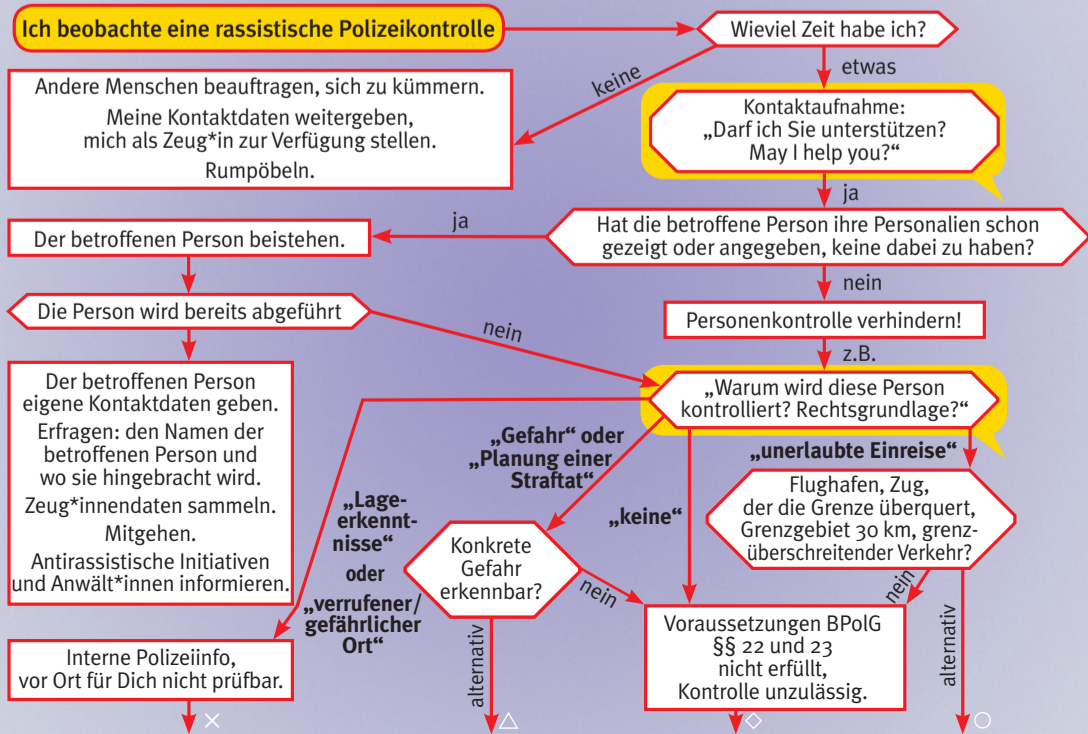 Ich beobachte eine rassistische Polizeikontrolle
Wieviel Zeit habe ich?
keine
etwas
Andere Menschen beauftragen, sich zu kümmern.
Meine Kontaktdaten weitergeben,
mich als Zeug*in zur Verfügung stellen.
Rumpöbeln.
Kontaktaufnahme:
„Darf ich Sie unterstützen?
May I help you?“
ja
Hat die betroffene Person ihre Personalien schon
gezeigt oder angegeben, keine dabei zu haben?
ja
Der betroffenen Person beistehen.
nein
Die Person wird bereits abgeführt
nein
Personenkontrolle verhindern!
z.B.
Der betroffenen Person
eigene Kontaktdaten geben.
Erfragen: den Namen der
betroffenen Person und
wo sie hingebracht wird.
Zeug*innendaten sammeln.
Mitgehen.
Antirassistische Initiativen
und Anwält*innen informieren.
„Warum wird diese Person
kontrolliert? Rechtsgrundlage?“
„Gefahr“ oder
„Planung einer
Straftat“
„unerlaubte Einreise“
„Lage-
erkennt-
nisse“
oder
„verrufener/
gefährlicher
Ort“
„keine“
Flughafen, Zug,
der die Grenze überquert,
Grenzgebiet 30 km, grenz-
überschreitender Verkehr?
Konkrete
Gefahr
erkennbar?
nein
nein
Interne Polizeiinfo,
vor Ort für Dich nicht prüfbar.
alternativ
Voraussetzungen BPolG
§§ 22 und 23
nicht erfüllt,
Kontrolle unzulässig.
alternativ